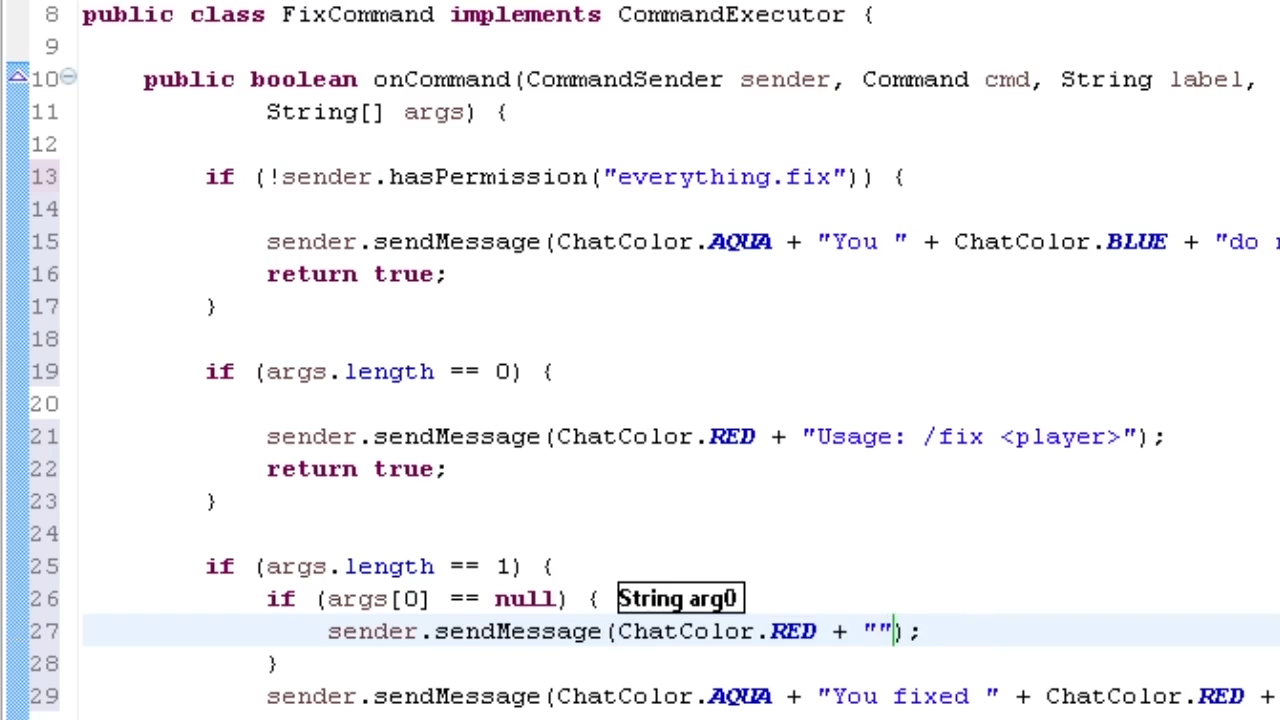 8 public class FixCommand implements CommandExecutor {
9
10 public boolean onCommand(CommandSender sender, Command cmd, String label,
11 String[] args) {
12
13 if (!sender.hasPermission("everything.fix")) {
14
15 sender.sendMessage(ChatColor.AQUA + "You " + ChatColor.BLUE + "do
16 return true;
17 }
18
19 if (args.length == 0) {
20
21 sender.sendMessage(ChatColor.RED + "Usage: /fix <player>");
22 return true;
23 }
24
25 if (args.length == 1) {
26 if (args[0] == null) { String arg0
27 sender.sendMessage(ChatColor.RED + "");
28 }
29 sender.sendMessage(ChatColor.AQUA + "You fixed " + ChatColor.RED +